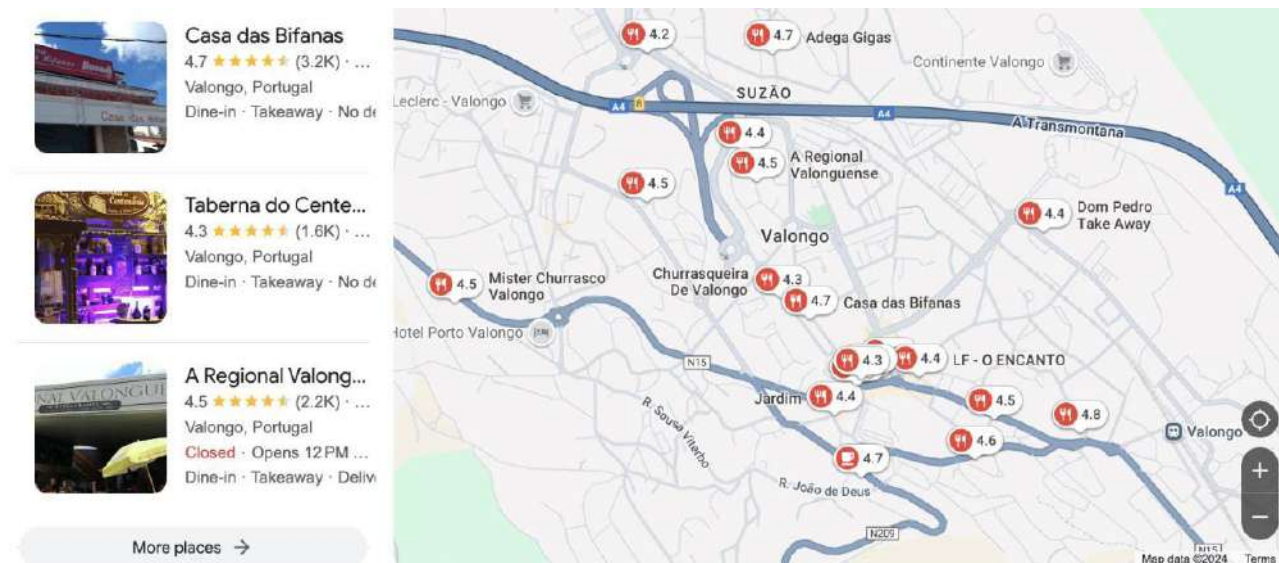 Casa das Bifanas
4.7 (3.2K) · ...
Valongo, Portugal
Dine-in · Takeaway · No de
Taberna do Cente...
4.3 (1.6K) · ...
Valongo, Portugal
Dine-in · Takeaway · No de
A Regional Valong...
4.5 (2.2K) · ...
Valongo, Portugal
Closed · Opens 12 PM ...
Dine-in · Takeaway · Deliv
More places →
4.2
4.7 Adega Gigas
Continente Valongo
SUZÃO
Leclerc - Valongo
A4
8
A4
A Transmontana
A4
4.4
4.5 A Regional
Valonguense
4.5
4.4 Dom Pedro
Take Away
Valongo
4.5 Mister Churrasco
Valongo
Churrasqueira
De Valongo 4.3
4.7 Casa das Bifanas
Hotel Porto Valongo
N15
4.3
4.4 LF - O ENCANTO
Jardim 4.4
4.5
4.8
R. Sousa Viterbo
4.6
Valongo
4.7
R. João de Deus
N209
N15
Map data ©2024 Terms